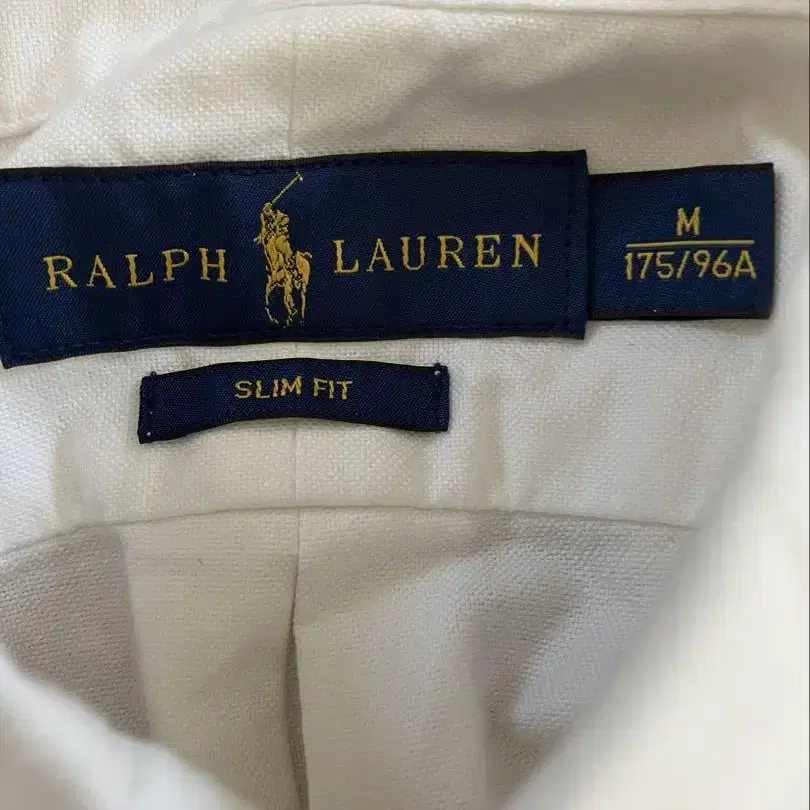 RALPH LAUREN
M
175/96A
SLIM FIT